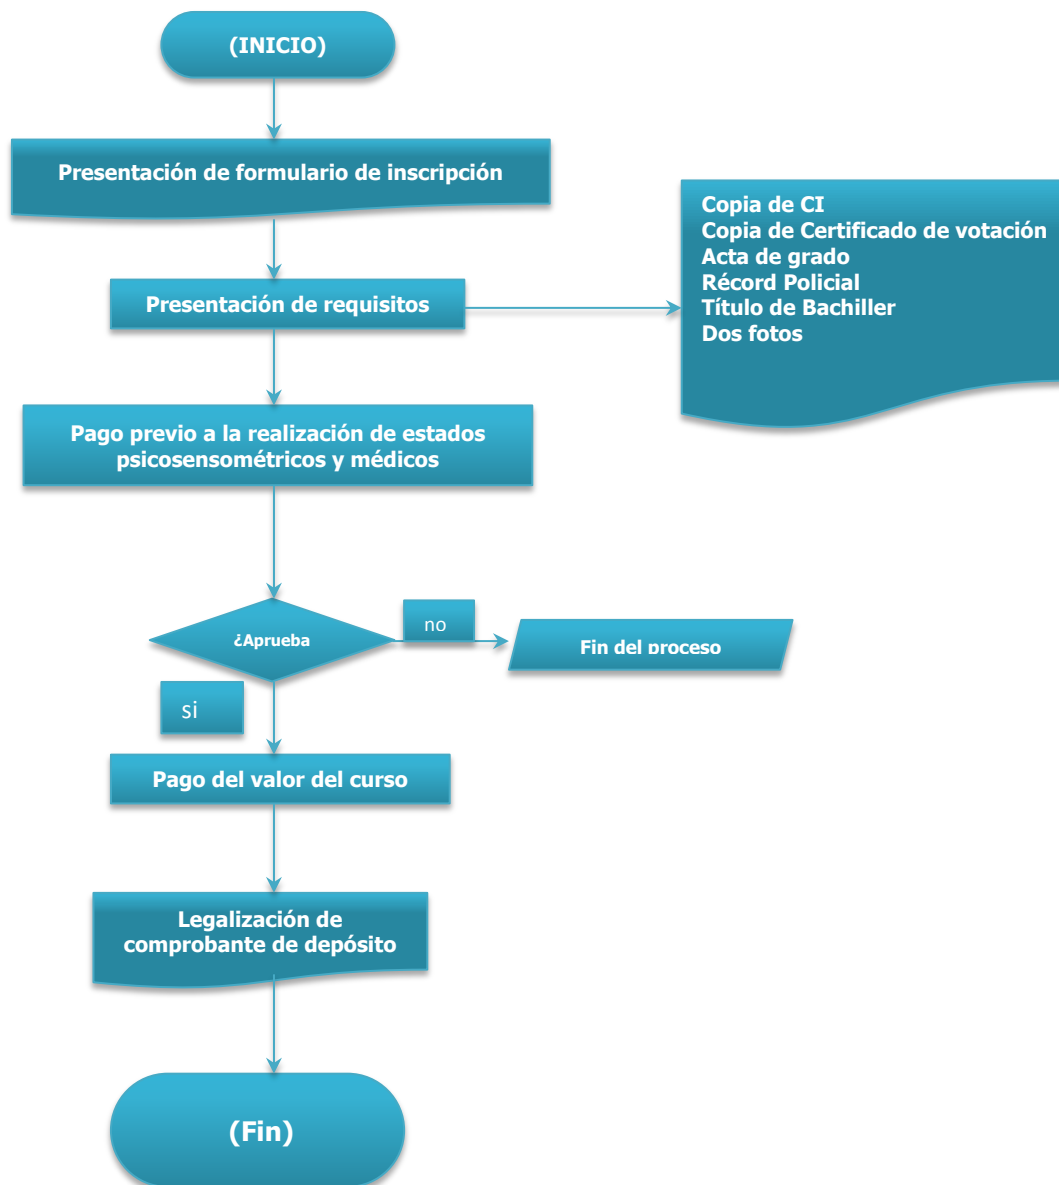 (INICIO)
Presentación de formulario de inscripción
Copia de CI
Copia de Certificado de votación
Acta de grado
Récord Policial
Título de Bachiller
Dos fotos
Presentación de requisitos
Pago previo a la realización de estados
psicosensométricos y médicos
¿Aprueba
no
Fin del proceso
si
Pago del valor del curso
Legalización de
comprobante de depósito
(Fin)